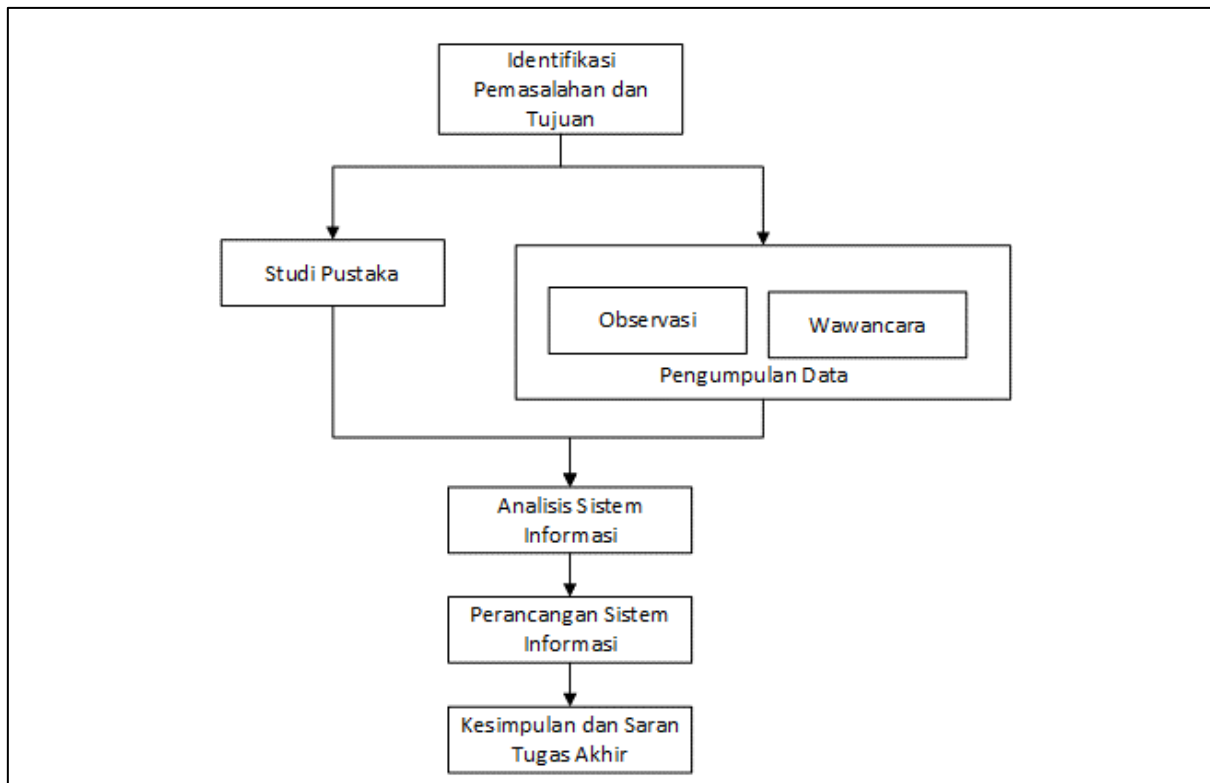 Identifikasi
Pemasalahan dan
Tujuan
Studi Pustaka
Observasi
Wawancara
Pengumpulan Data
Analisis Sistem
Informasi
Perancangan Sistem
Informasi
Kesimpulan dan Saran
Tugas Akhir